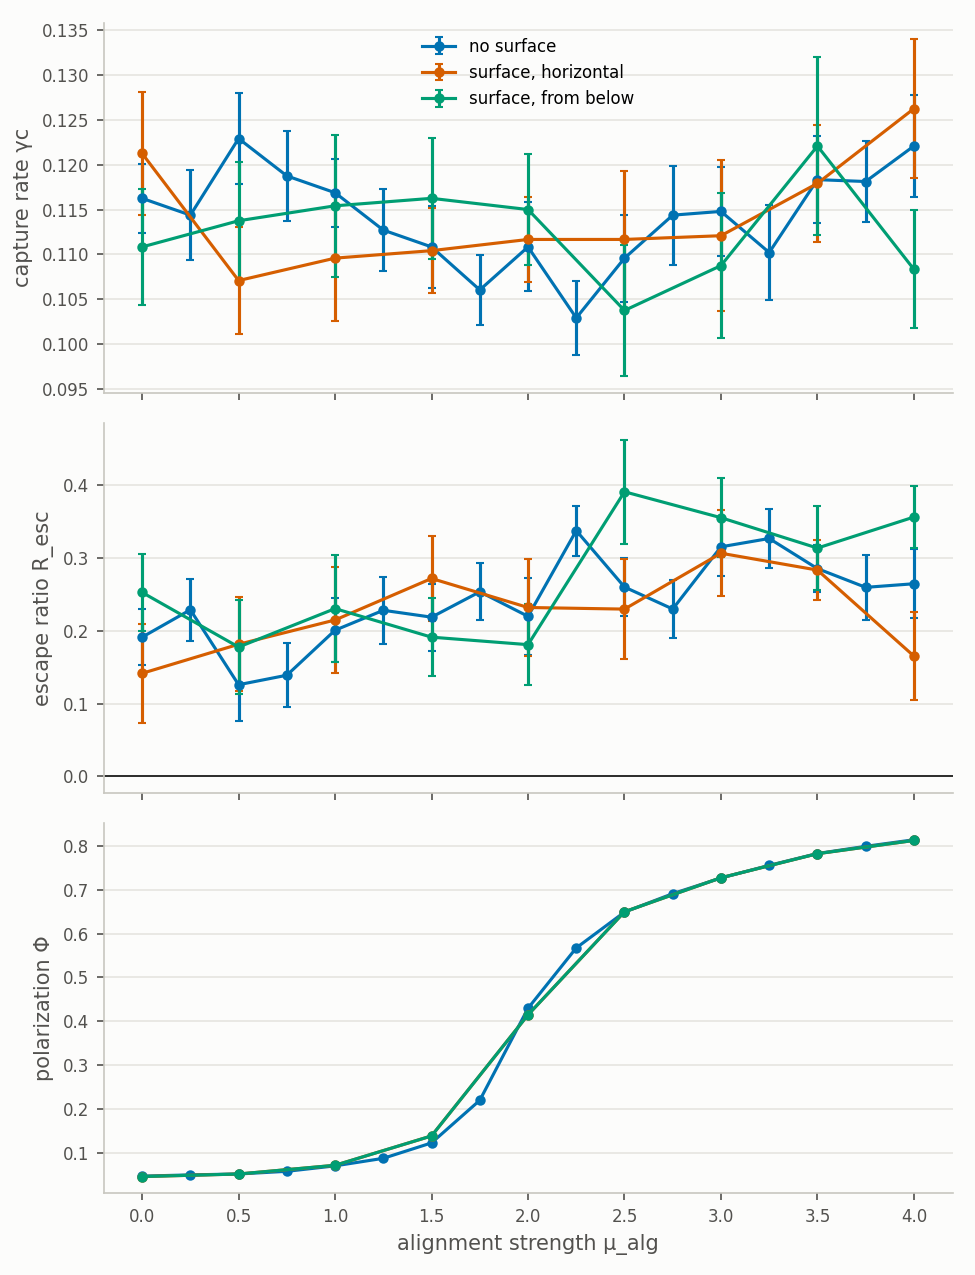 capture rate γc
0.135
0.130
0.125
0.120
0.115
0.110
0.105
0.100
0.095
no surface
surface, horizontal
surface, from below
escape ratio R_esc
0.4
0.3
0.2
0.1
0.0
polarization Φ
0.8
0.7
0.6
0.5
0.4
0.3
0.2
0.1
0.0 0.5 1.0 1.5 2.0 2.5 3.0 3.5 4.0
alignment strength μ_alg